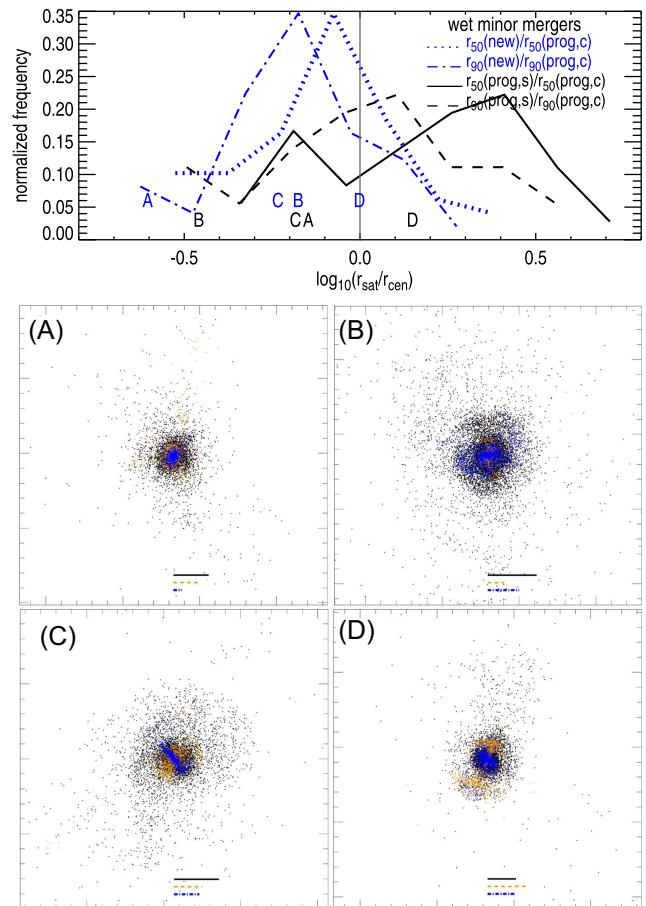 wet minor mergers
r50(new)/r50(prog,c)
r90(new)/r90(prog,c)
r50(prog,s)/r50(prog,c)
r90(prog,s)/r90(prog,c)
normalized frequency
0.35
0.30
0.25
0.20
0.15
0.10
0.05
0.00
A
C B
D
B
C A
D
-0.5 0.0 0.5
log10(rsat/rcen)
(A)
(B)
(C)
(D)